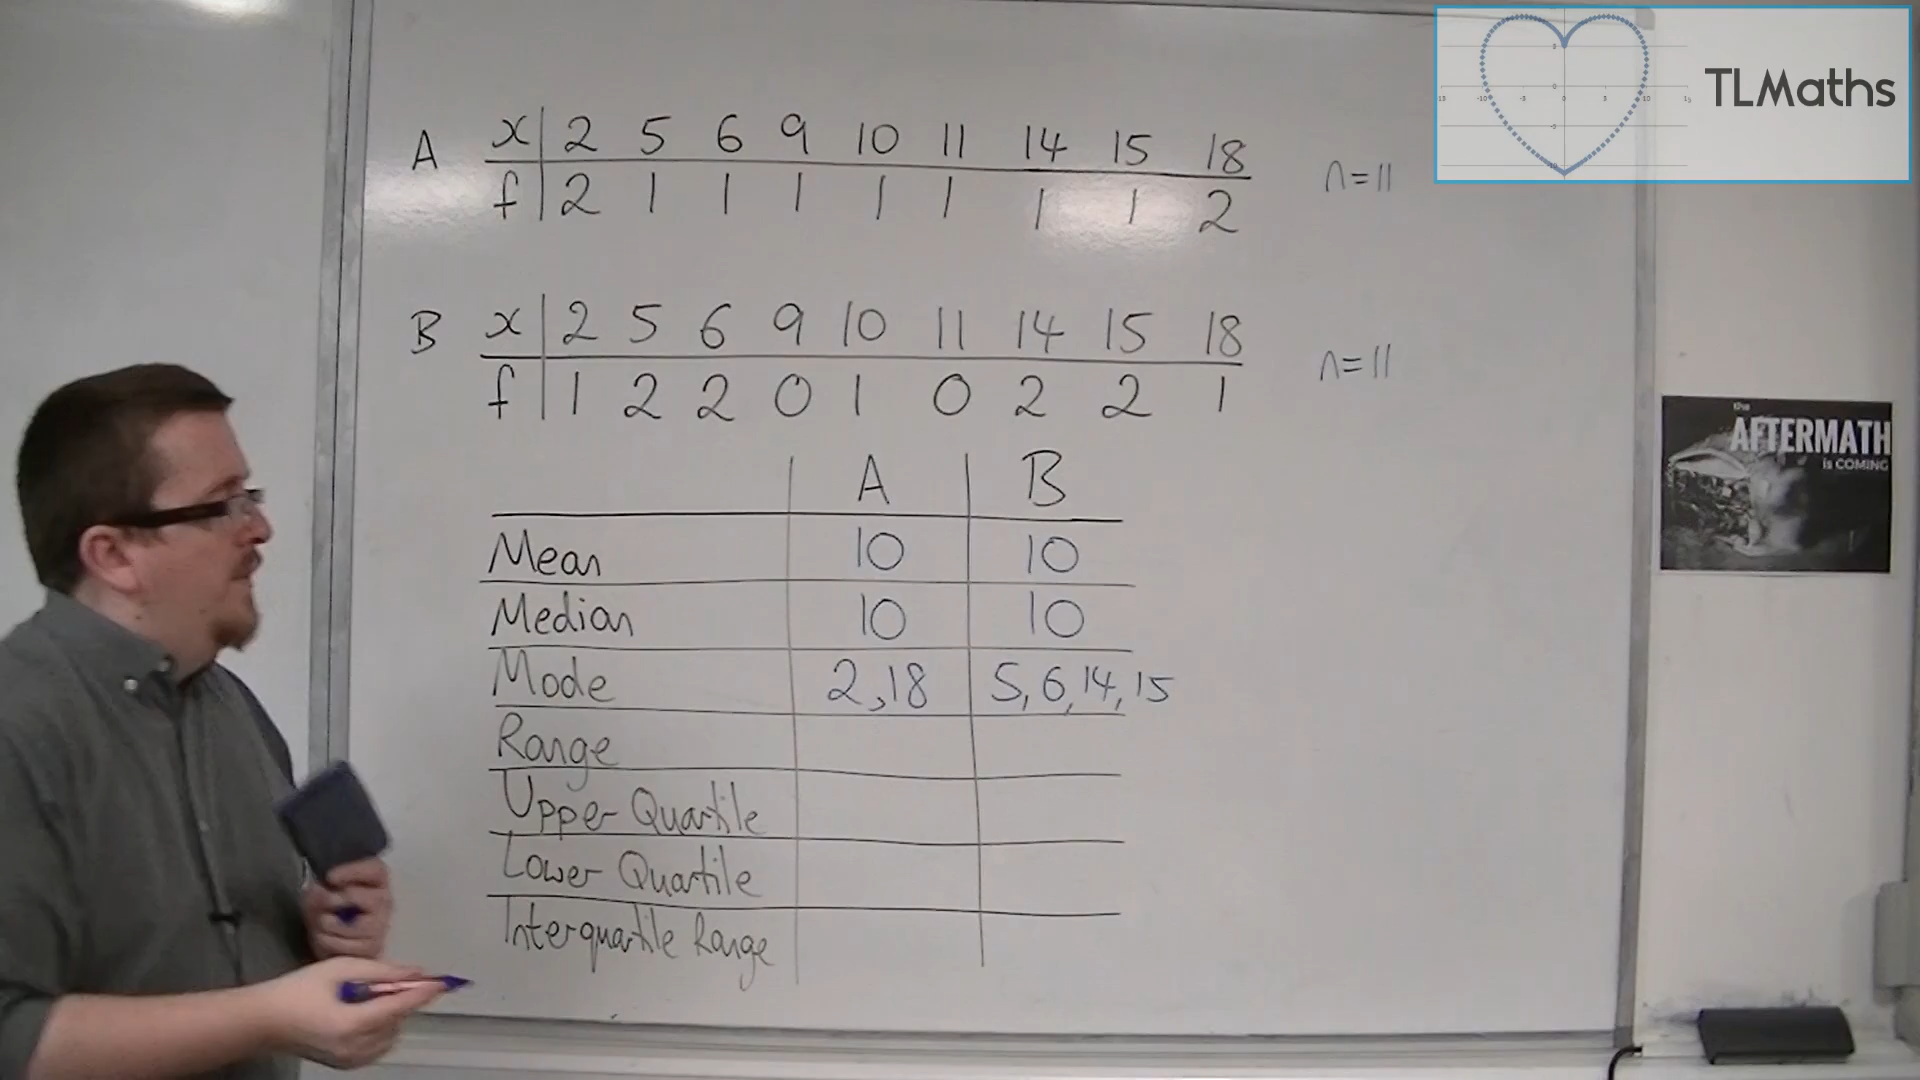 TLMaths
A x 2 5 6 9 10 11 14 15 18
f 2 1 1 1 1 1 1 1 2 n=11
B x 2 5 6 9 10 11 14 15 18
f 1 2 2 0 1 0 2 2 1 n=11
A B
Mean 10 10
Median 10 10
Mode 2,18 5,6,14,15
Range
Upper Quartile
Lower Quartile
Interquartile Range
the
AFTERMATH
is COMING